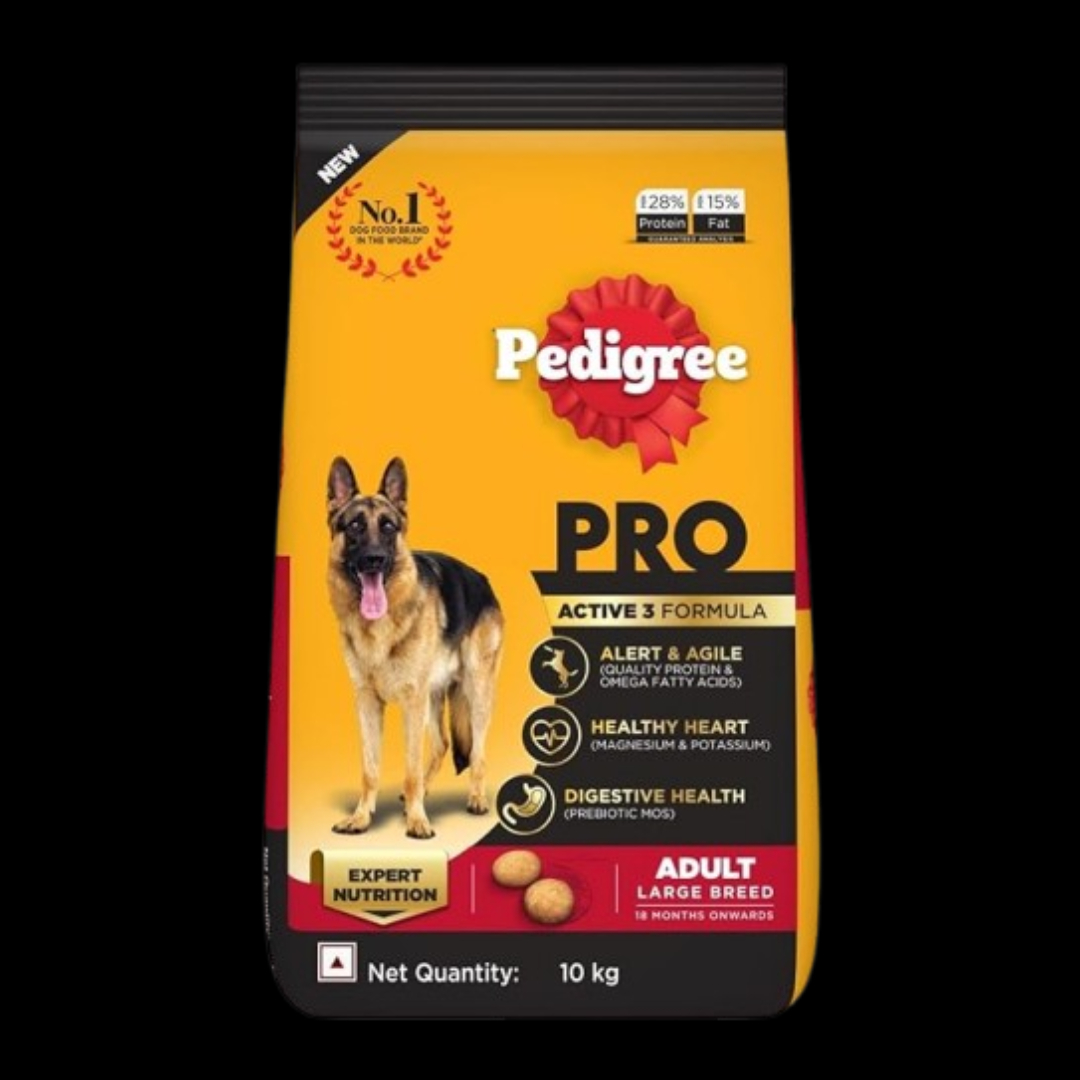 NEW
No.1
DOG FOOD BRAND
IN THE WORLD*
28% 15%
Protein Fat
GUARANTEED ANALYSIS
Pedigree
PRO
ACTIVE 3 FORMULA
ALERT & AGILE
(QUALITY PROTEIN &
OMEGA FATTY ACIDS)
HEALTHY HEART
(MAGNESIUM & POTASSIUM)
DIGESTIVE HEALTH
(PREBIOTIC MOS)
EXPERT
NUTRITION
ADULT
LARGE BREED
18 MONTHS ONWARDS
Net Quantity: 10 kg